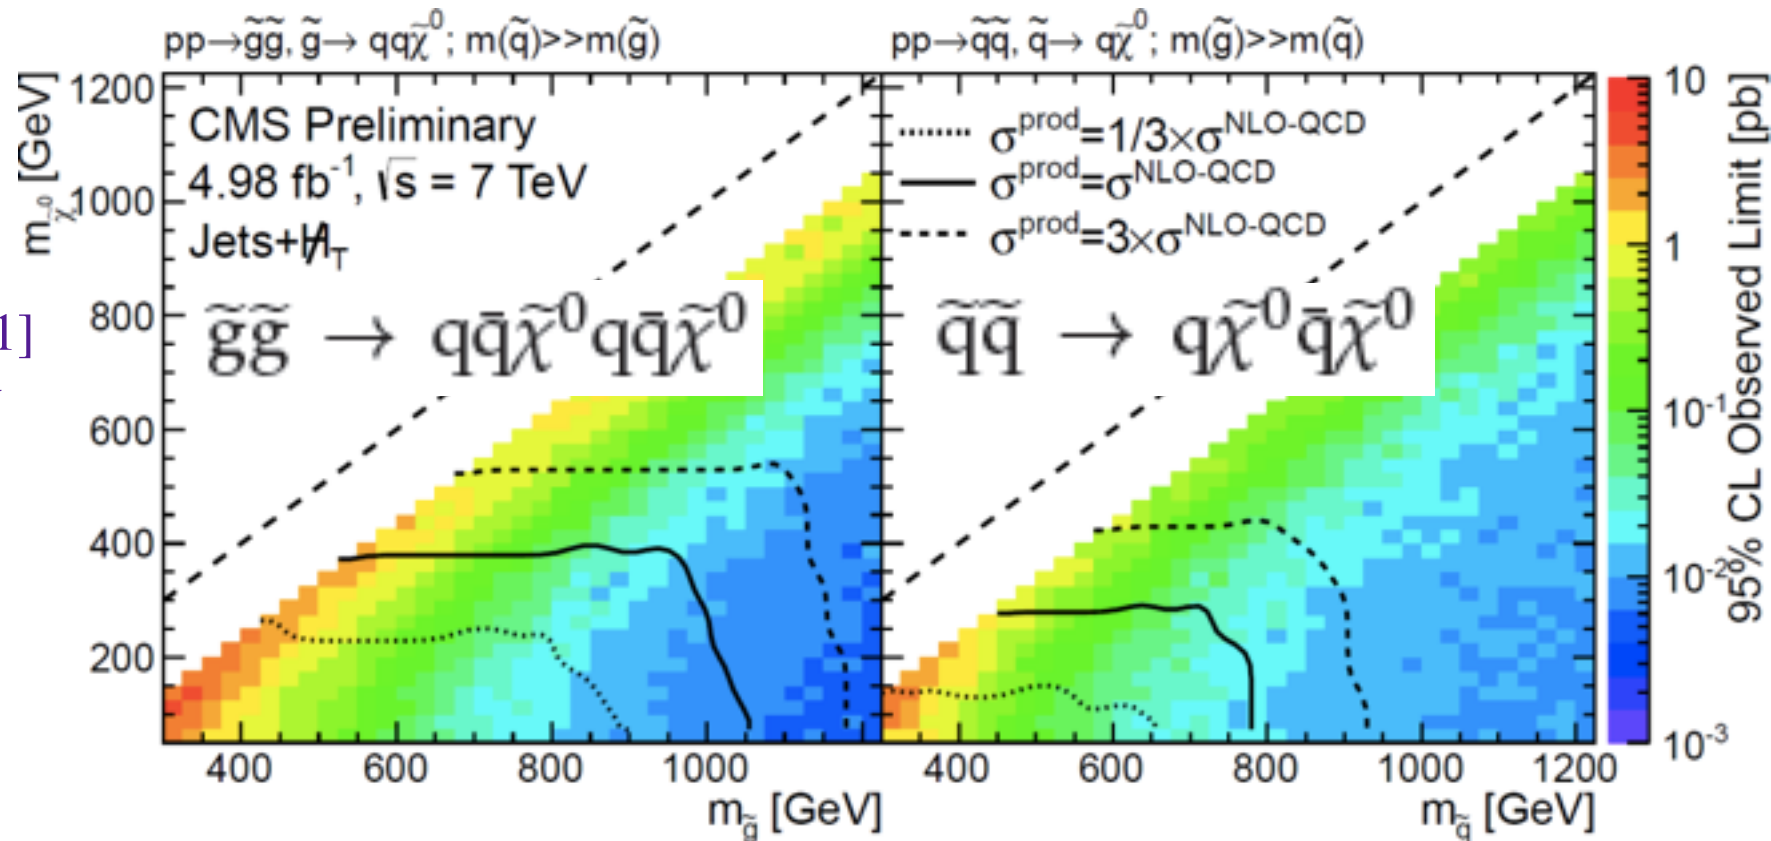 pp→g̃g̃, g̃→ qqχ̃⁰; m(q̃)>>m(g̃)
pp→q̃q̃, q̃→ qχ̃⁰; m(g̃)>>m(q̃)
m_χ̃⁰ [GeV]
1200
1000
800
600
400
200
CMS Preliminary
4.98 fb⁻¹, √s = 7 TeV
Jets+H̸_T
g̃g̃ → qq̄χ̃⁰qq̄χ̃⁰
1]
σ^prod=1/3×σ^NLO-QCD
σ^prod=σ^NLO-QCD
σ^prod=3×σ^NLO-QCD
q̃q̃ → qχ̃⁰q̄χ̃⁰
10
1
10⁻¹
10⁻²
10⁻³
95% CL Observed Limit [pb]
400 600 800 1000
400 600 800 1000 1200
m_g̃ [GeV]
m_q̃ [GeV]